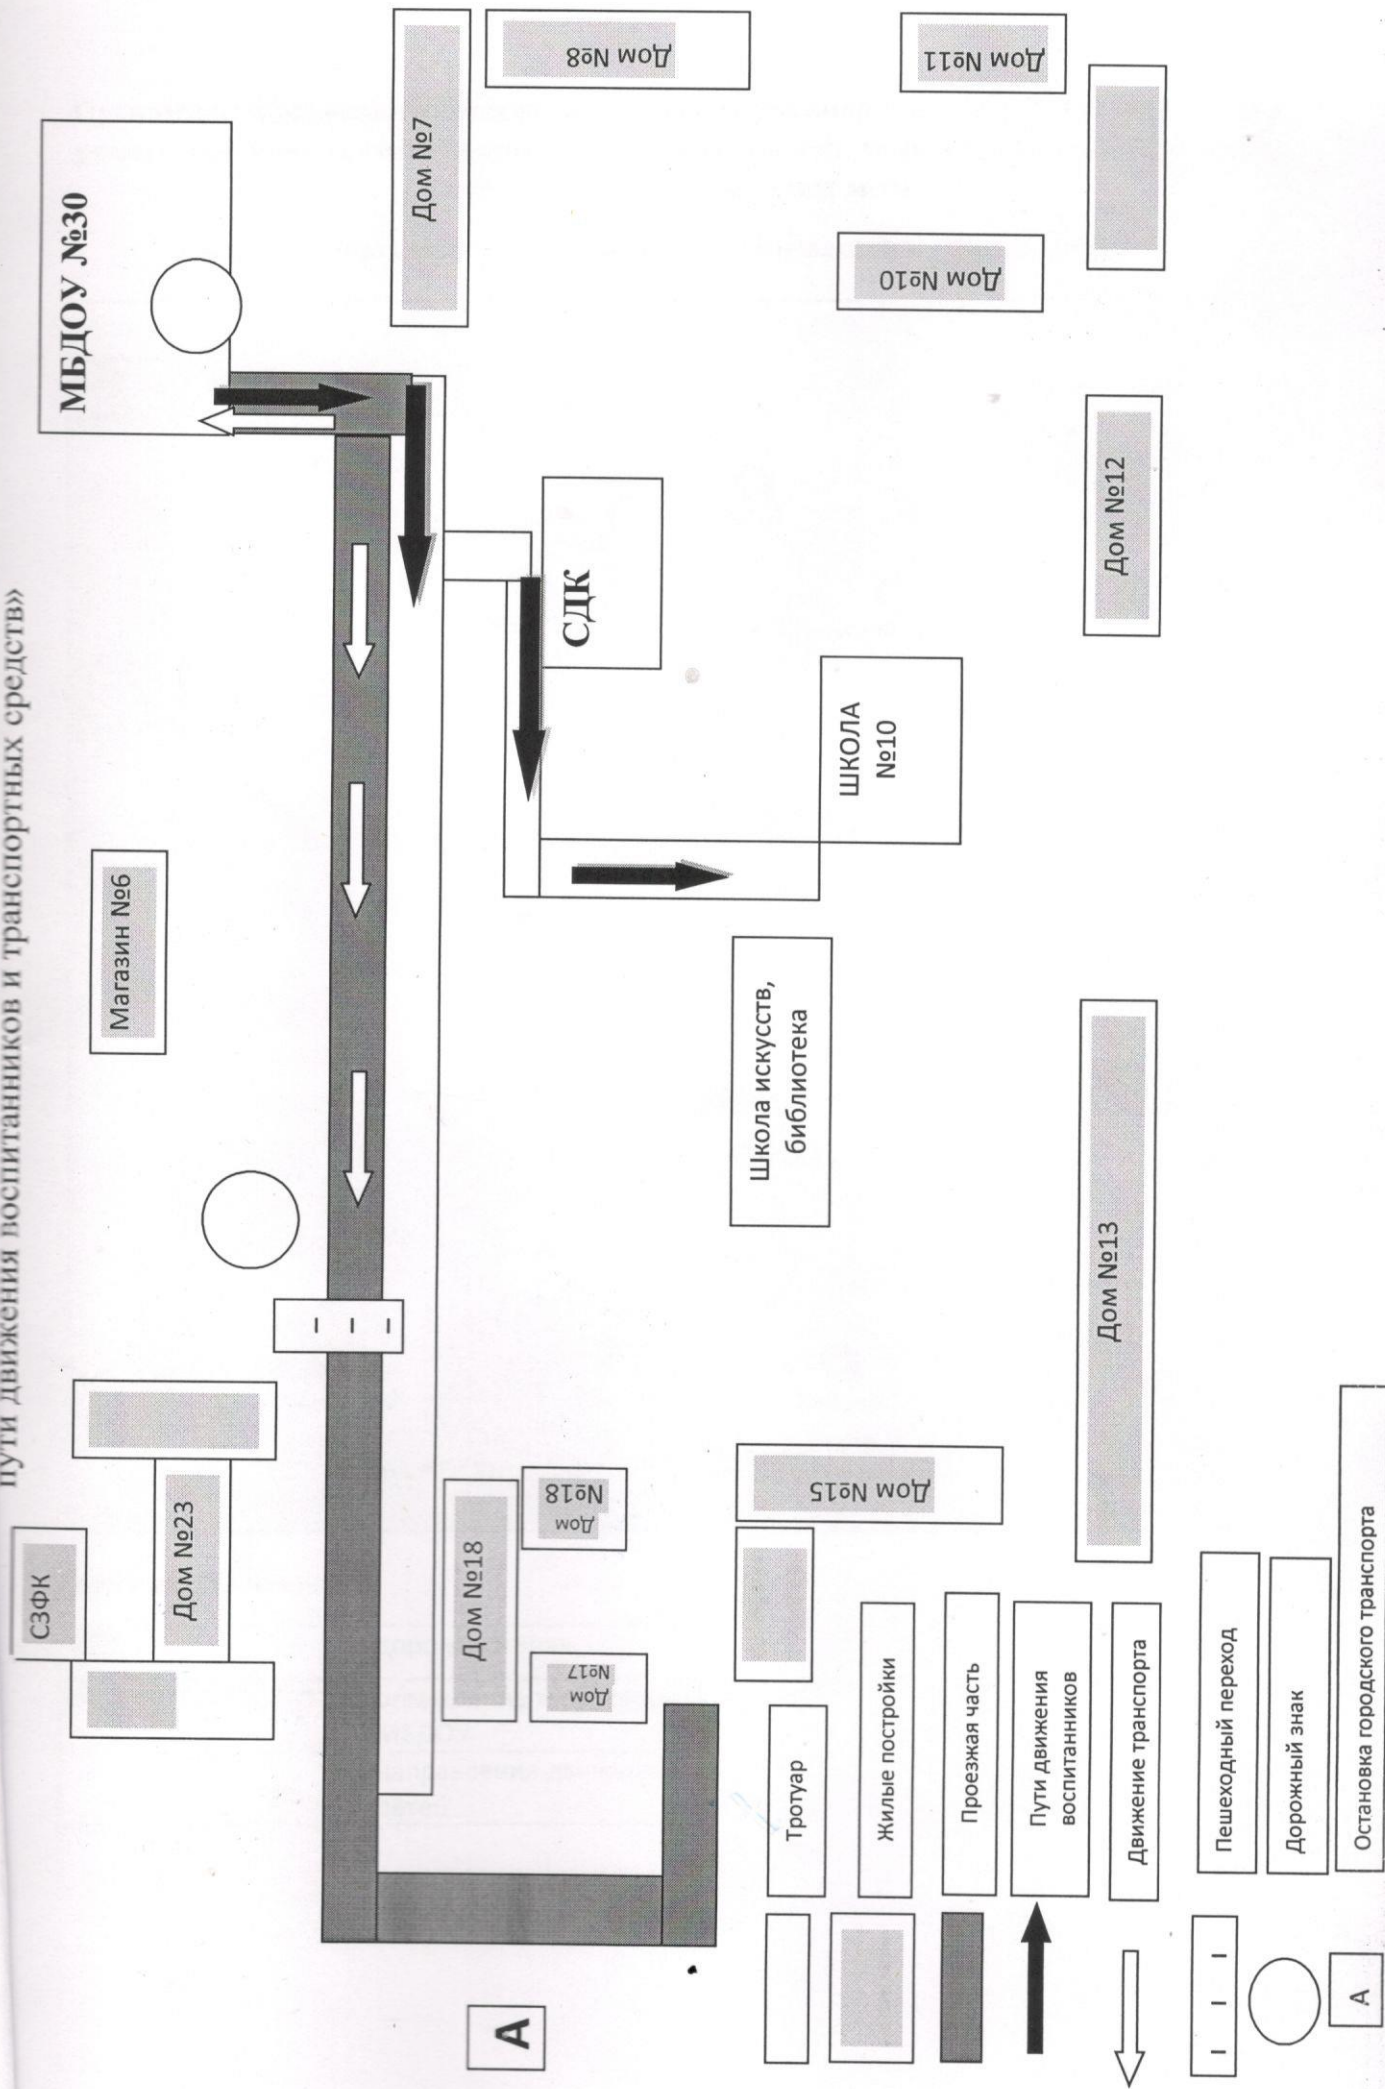 пути движения воспитанников и транспортных средств»
СЗФК
Дом №23
Магазин №6
МБДОУ №30
Дом №7
Дом №8
Дом №18
Дом
№18
Дом
№17
СДК
Школа искусств,
библиотека
ШКОЛА
№10
Дом №10
Дом №11
Дом №15
Дом №13
Дом №12
А
Тротуар
Жилые постройки
Проезжая часть
Пути движения
воспитанников
Движение транспорта
Пешеходный переход
Дорожный знак
А
Остановка городского транспорта